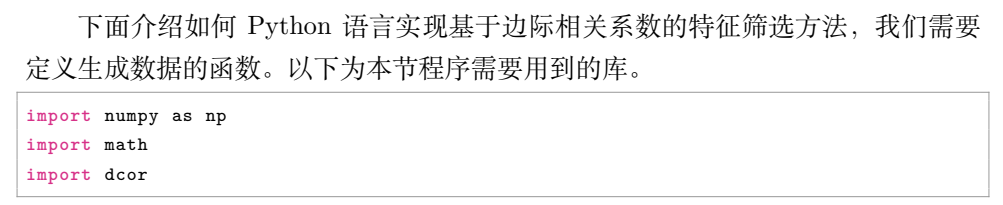 下面介绍如何 Python 语言实现基于边际相关系数的特征筛选方法，我们需要
定义生成数据的函数。以下为本节程序需要用到的库。
import numpy as np
import math
import dcor